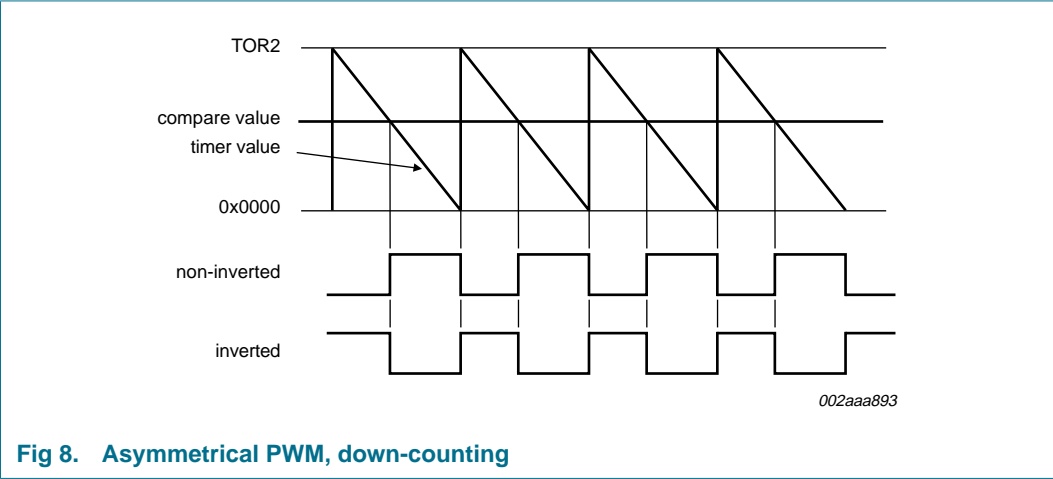 TOR2
compare value
timer value
0x0000
non-inverted
inverted
002aaa893
Fig 8. Asymmetrical PWM, down-counting